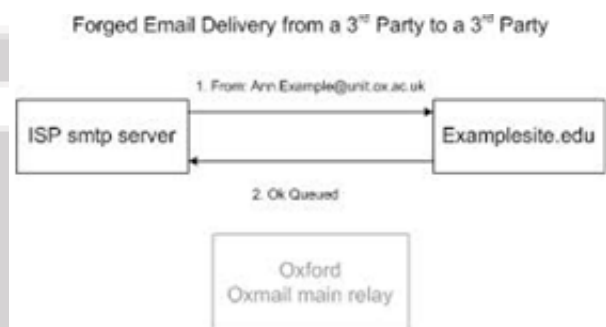 Forged Email Delivery from a 3rd Party to a 3rd Party
1. From: Ann.Example@unit.ox.ac.uk
ISP smtp server
Examplesite.edu
2. Ok Queued
Oxford
Oxmail main relay